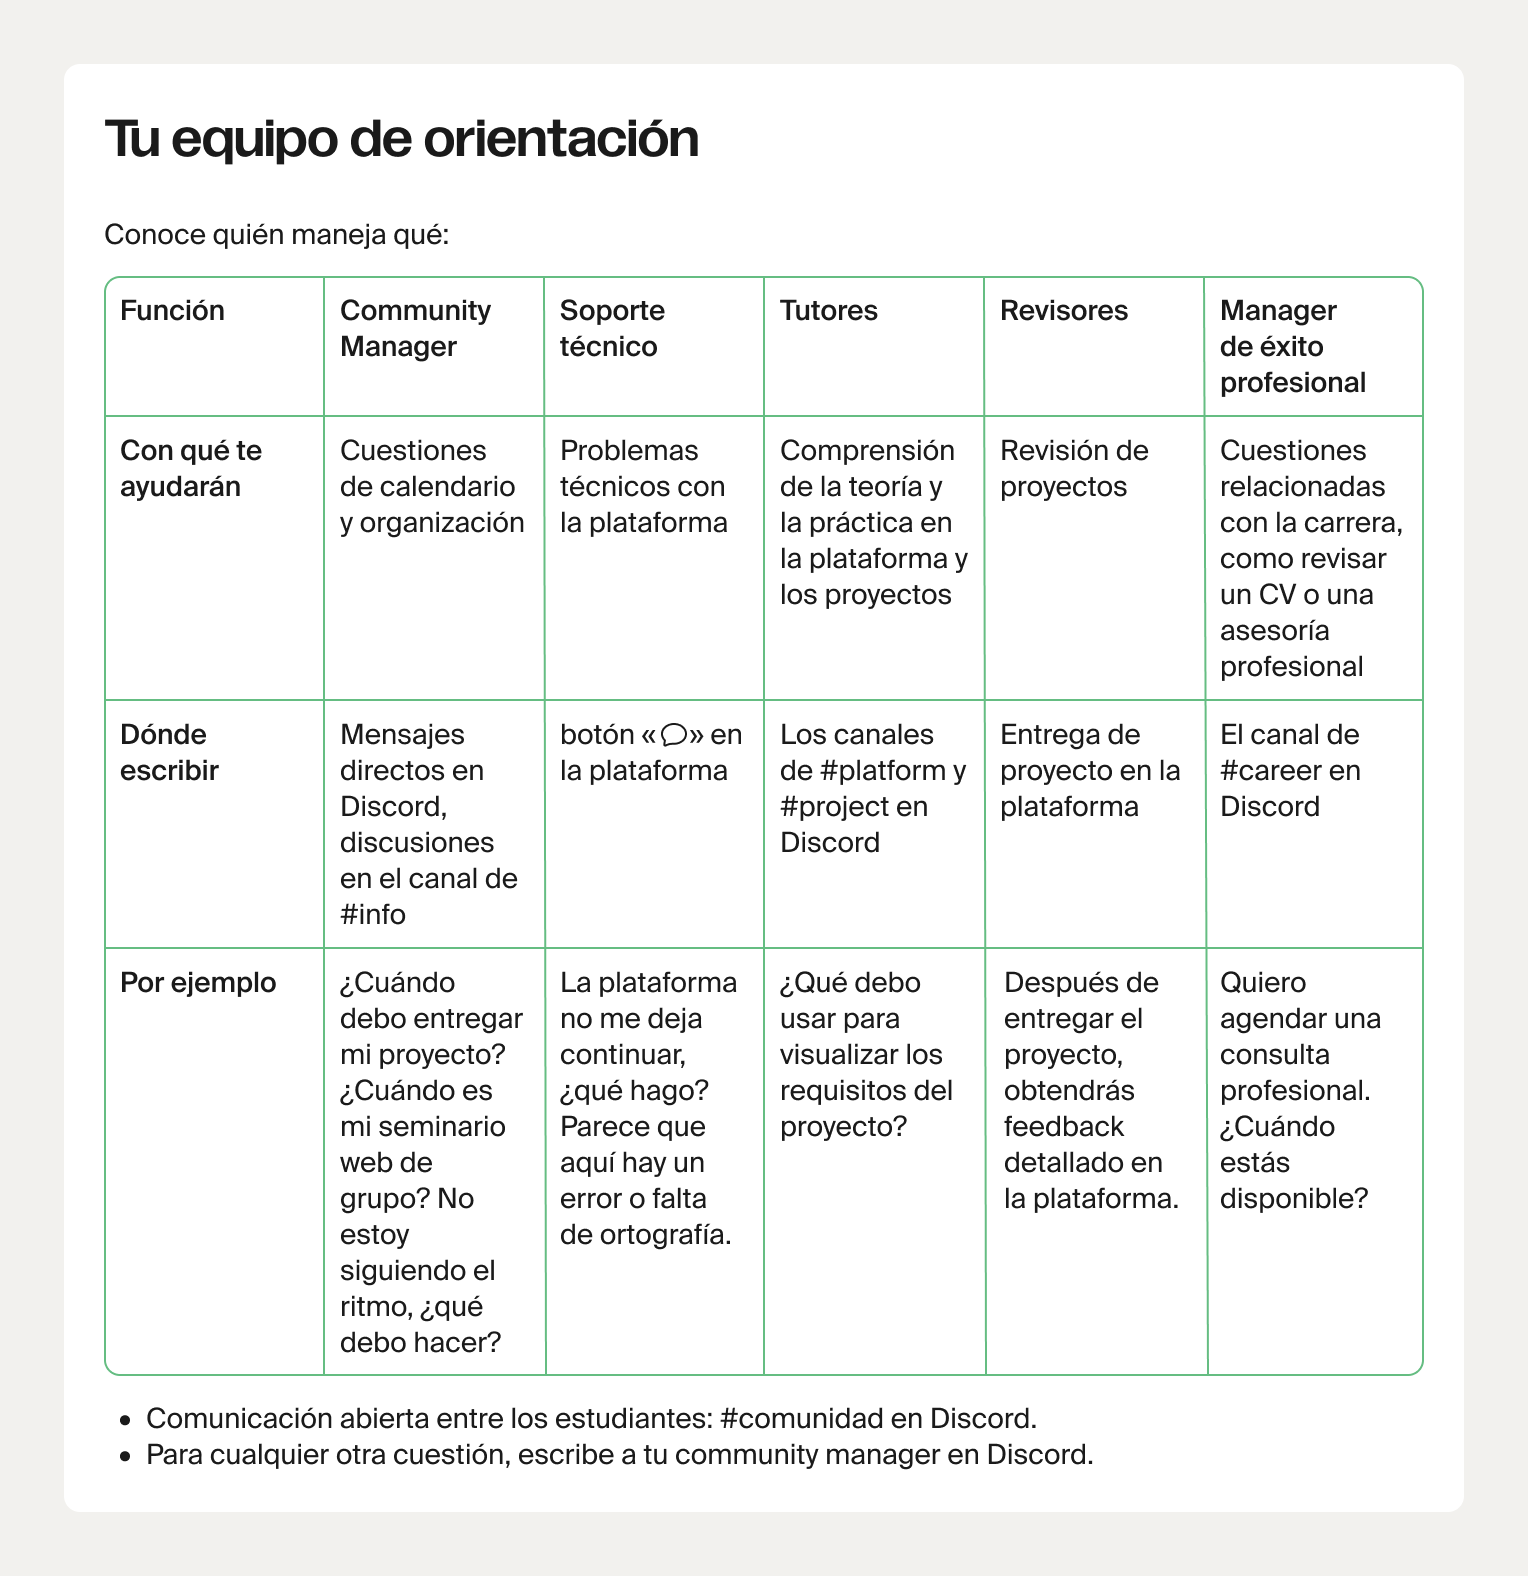 Tu equipo de orientación
Conoce quién maneja qué:
Función
Community
Manager
Soporte
técnico
Tutores
Revisores
Manager
de éxito
profesional
Con qué te
ayudarán
Cuestiones
de calendario
y organización
Problemas
técnicos con
la plataforma
Comprensión
de la teoría y
la práctica en
la plataforma y
los proyectos
Revisión de
proyectos
Cuestiones
relacionadas
con la carrera,
como revisar
un CV o una
asesoría
profesional
Dónde
escribir
Mensajes
directos en
Discord,
discusiones
en el canal de
#info
botón « » en
la plataforma
Los canales
de #platform y
#project en
Discord
Entrega de
proyecto en la
plataforma
El canal de
#career en
Discord
Por ejemplo
¿Cuándo
debo entregar
mi proyecto?
¿Cuándo es
mi seminario
web de
grupo? No
estoy
siguiendo el
ritmo, ¿qué
debo hacer?
La plataforma
no me deja
continuar,
¿qué hago?
Parece que
aquí hay un
error o falta
de ortografía.
¿Qué debo
usar para
visualizar los
requisitos del
proyecto?
Después de
entregar el
proyecto,
obtendrás
feedback
detallado en
la plataforma.
Quiero
agendar una
consulta
profesional.
¿Cuándo
estás
disponible?
• Comunicación abierta entre los estudiantes: #comunidad en Discord.
• Para cualquier otra cuestión, escribe a tu community manager en Discord.